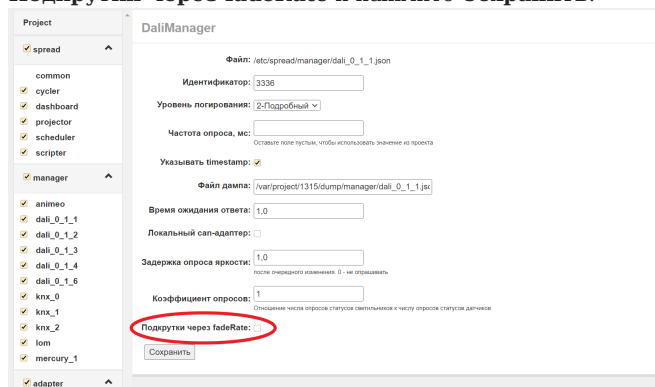 Подкрутки через fadeRate и нажмите Сохранить.
Project
spread
common
cycler
dashboard
projector
scheduler
scripter
manager
animeo
dali_0_1_1
dali_0_1_2
dali_0_1_3
dali_0_1_4
dali_0_1_6
knx_0
knx_1
knx_2
lom
mercury_1
adapter
DaliManager
Файл: /etc/spread/manager/dali_0_1_1.json
Идентификатор: 3336
Уровень логирования: 2-Подробный
Частота опроса, мс:
Оставьте поле пустым, чтобы использовать значение из проекта
Указывать timestamp:
Файл дампа: /var/project/1315/dump/manager/dali_0_1_1.jsc
Время ожидания ответа: 1,0
Локальный can-адаптер:
Задержка опроса яркости: 1,0
после очередного изменения. 0 - не опрашивать
Коэффициент опросов: 1
Отношение числа опросов статусов светильников к числу опросов статусов датчиков
Подкрутки через fadeRate:
Сохранить